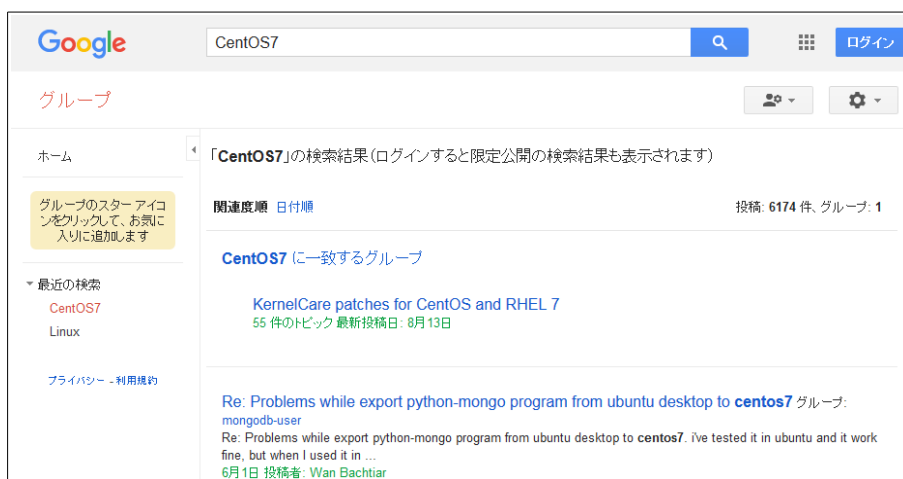 Google
CentOS7
ログイン
グループ
ホーム
「CentOS7」の検索結果(ログインすると限定公開の検索結果も表示されます)
グループのスター アイコ
ンをクリックして、お気に
入りに追加します
関連度順 日付順
投稿: 6174 件、グループ: 1
CentOS7 に一致するグループ
最近の検索
CentOS7
Linux
KernelCare patches for CentOS and RHEL 7
55 件のトピック 最新投稿日: 8月13日
プライバシー - 利用規約
Re: Problems while export python-mongo program from ubuntu desktop to centos7 グループ:
mongodb-user
Re: Problems while export python-mongo program from ubuntu desktop to centos7. i've tested it in ubuntu and it work
fine, but when I used it in ...
6月1日 投稿者: Wan Bachtiar